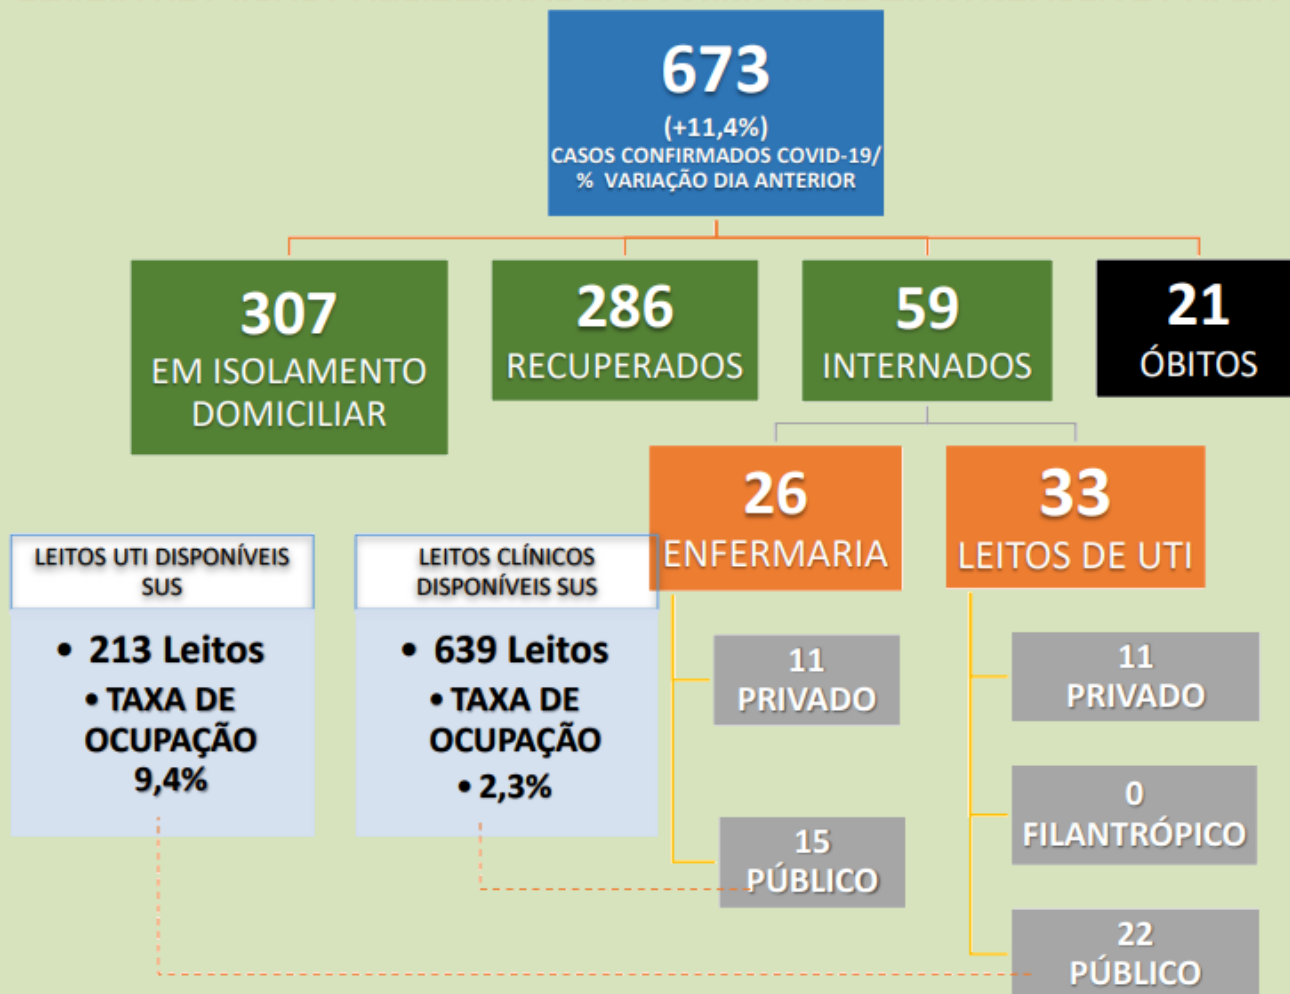 673
(+11,4%)
CASOS CONFIRMADOS COVID-19/
% VARIAÇÃO DIA ANTERIOR
307
EM ISOLAMENTO
DOMICILIAR
286
RECUPERADOS
59
INTERNADOS
21
ÓBITOS
26
ENFERMARIA
33
LEITOS DE UTI
LEITOS UTI DISPONÍVEIS
SUS
• 213 Leitos
• TAXA DE
OCUPAÇÃO
9,4%
LEITOS CLÍNICOS
DISPONÍVEIS SUS
• 639 Leitos
• TAXA DE
OCUPAÇÃO
• 2,3%
11
PRIVADO
15
PÚBLICO
11
PRIVADO
0
FILANTRÓPICO
22
PÚBLICO